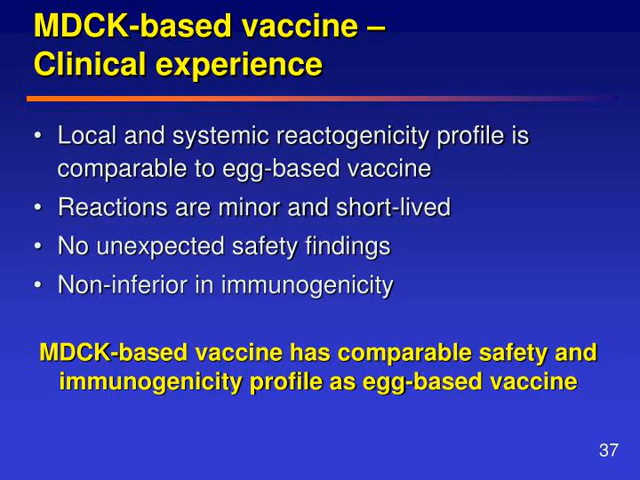 MDCK-based vaccine –
Clinical experience
• Local and systemic reactogenicity profile is
comparable to egg-based vaccine
• Reactions are minor and short-lived
• No unexpected safety findings
• Non-inferior in immunogenicity
MDCK-based vaccine has comparable safety and
immunogenicity profile as egg-based vaccine
37